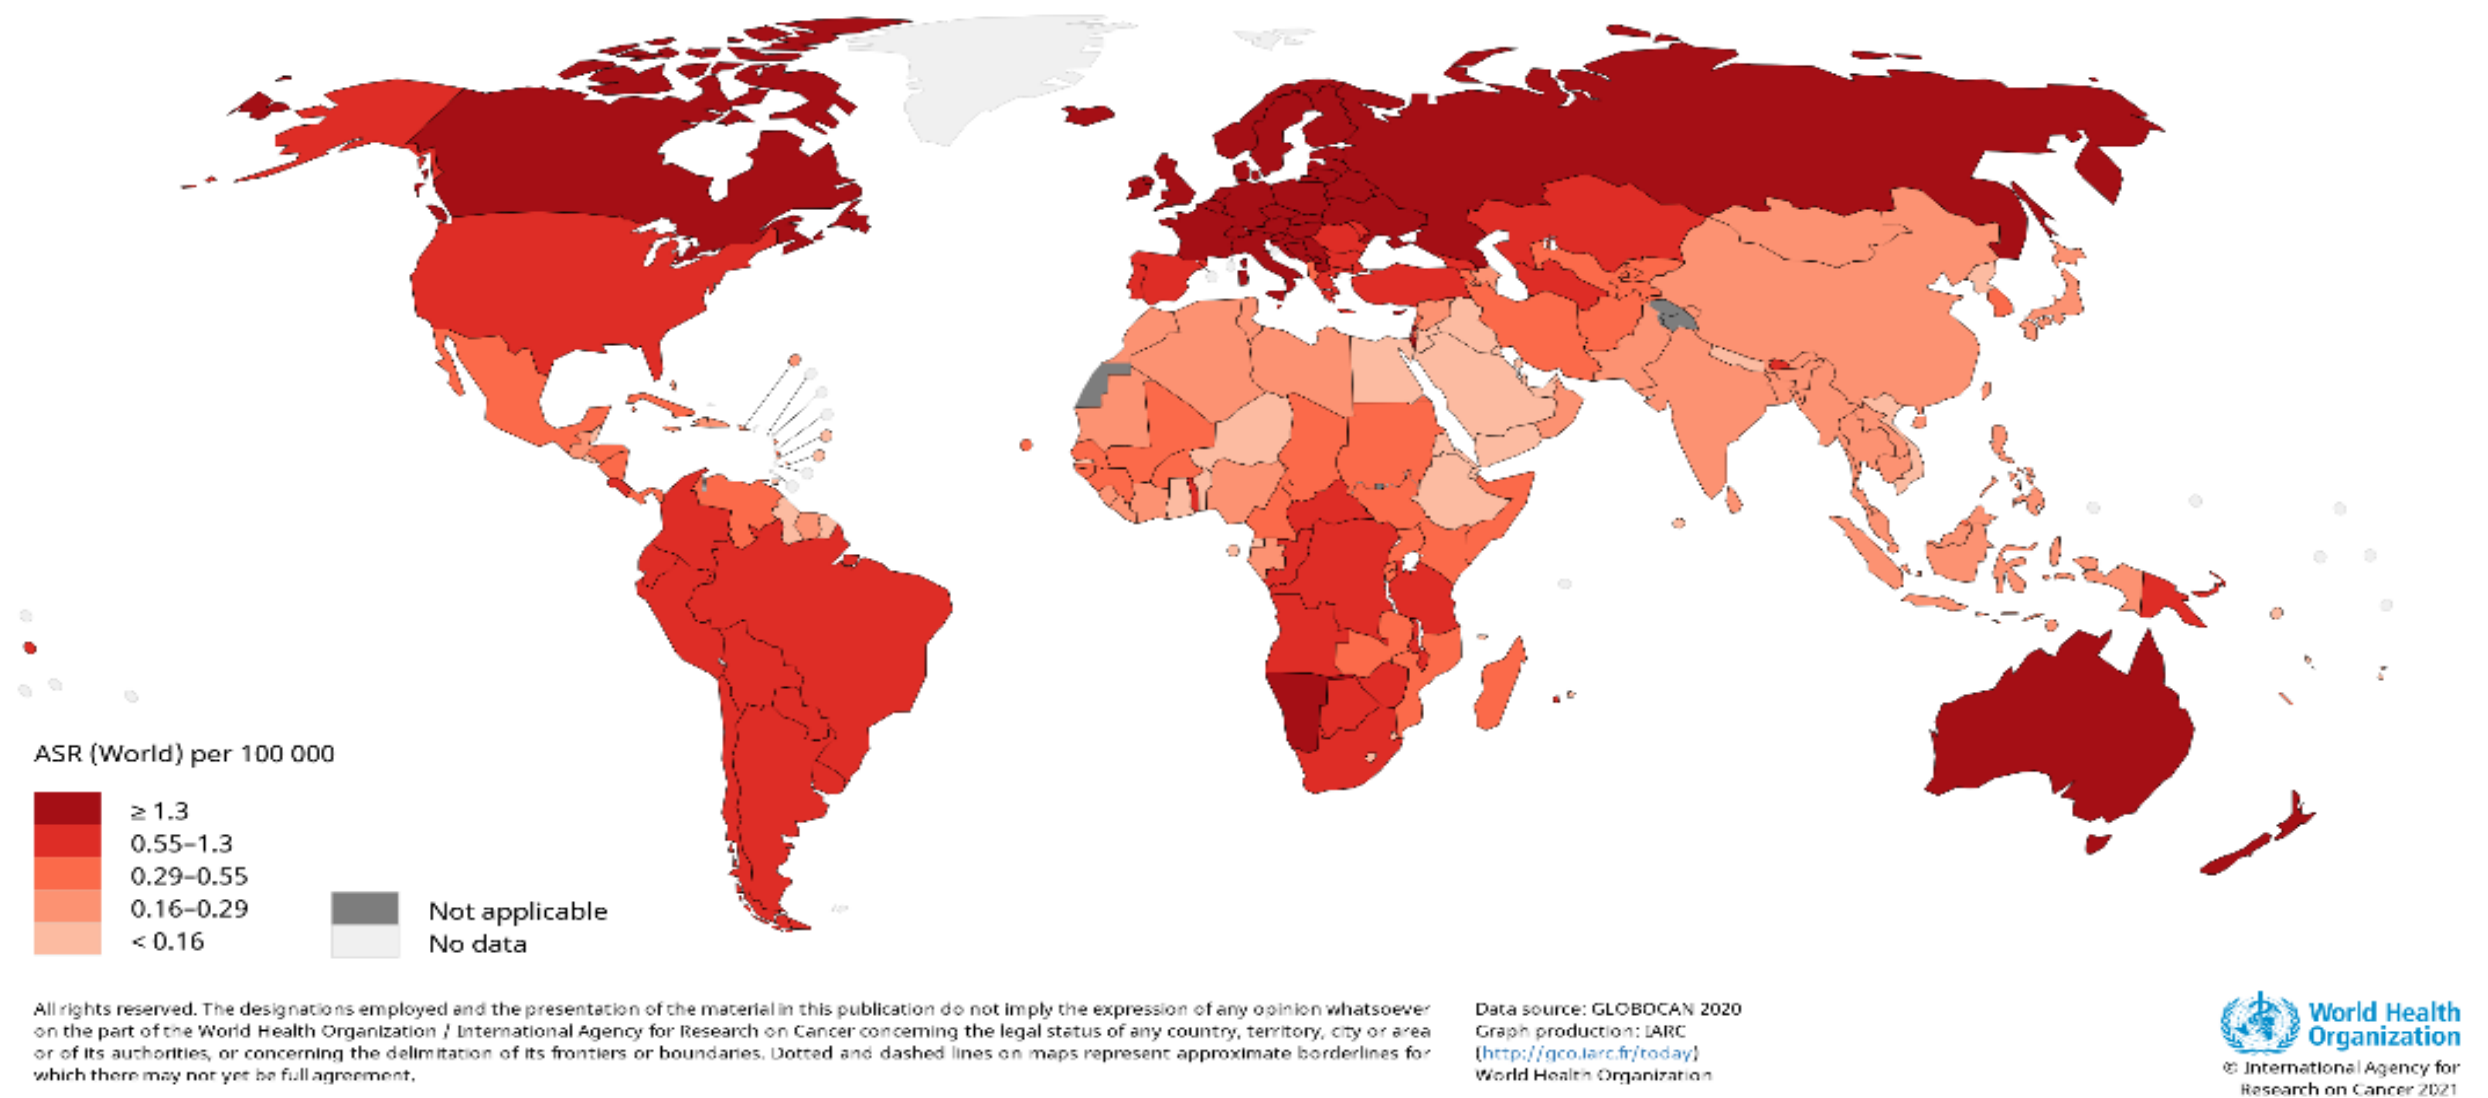 ASR (World) per 100 000
≥ 1.3
0.55–1.3
0.29–0.55
0.16–0.29
< 0.16
Not applicable
No data
All rights reserved. The designations employed and the presentation of the material in this publication do not imply the expression of any opinion whatsoever
on the part of the World Health Organization / International Agency for Research on Cancer concerning the legal status of any country, territory, city or area
or of its authorities, or concerning the delimitation of its frontiers or boundaries. Dotted and dashed lines on maps represent approximate borderlines for
which there may not yet be full agreement.
Data source: GLOBOCAN 2020
Graph production: IARC
(http://gco.iarc.fr/today)
World Health Organization
World Health
Organization
© International Agency for
Research on Cancer 2021